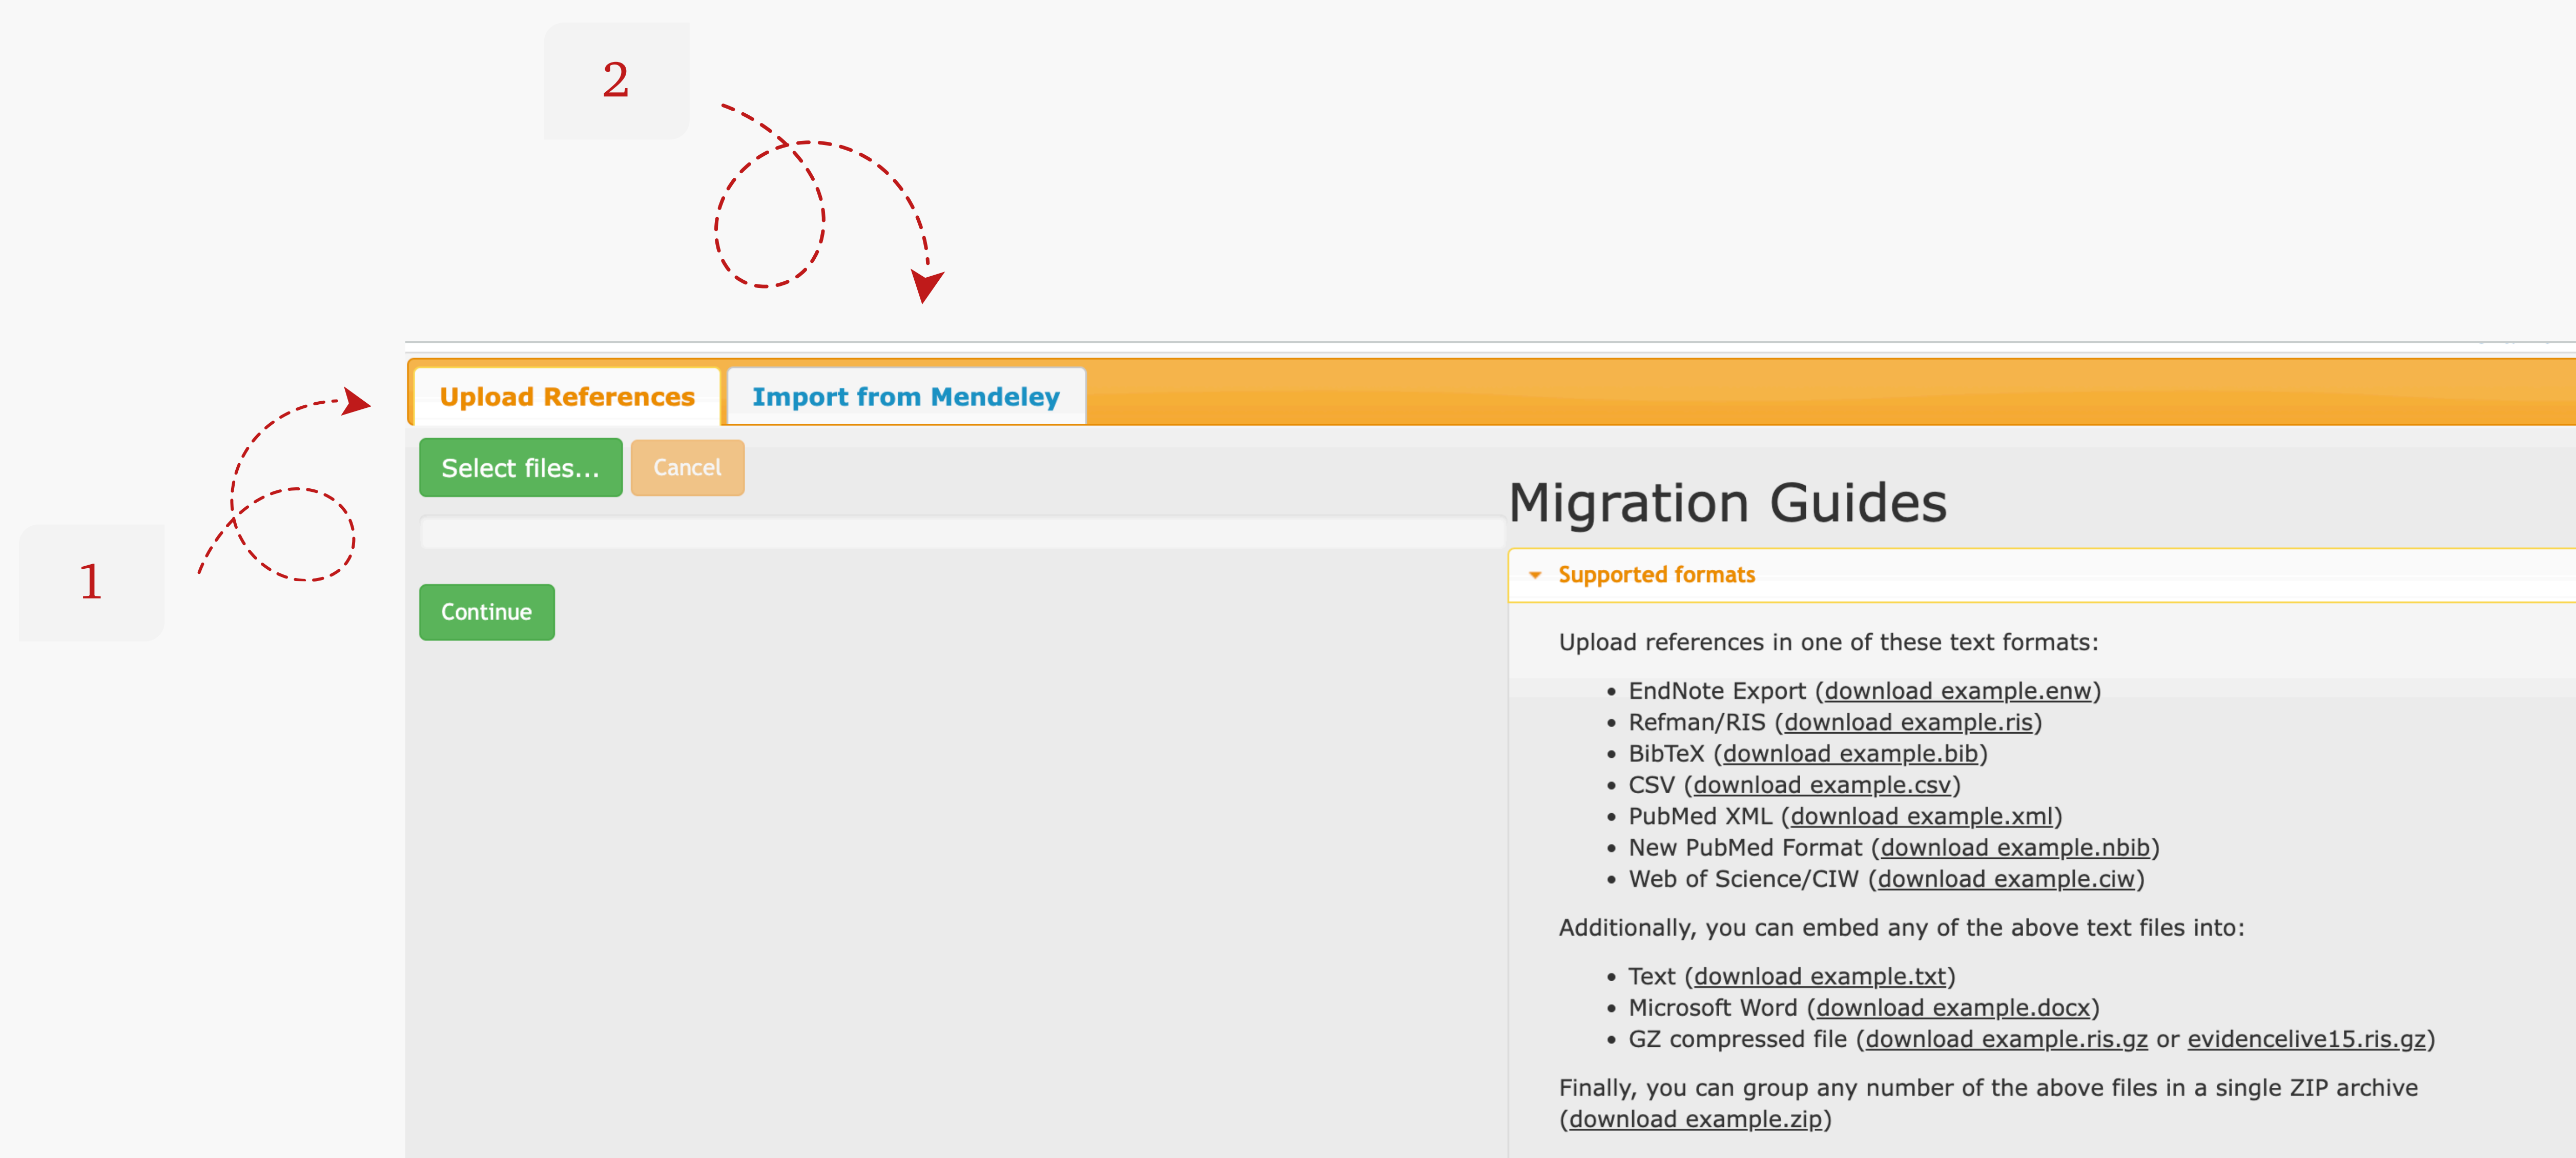 2
1
Upload References
Import from Mendeley
Select files...
Cancel
Continue
Migration Guides
Supported formats
Upload references in one of these text formats:
• EndNote Export (download example.enw)
• Refman/RIS (download example.ris)
• BibTeX (download example.bib)
• CSV (download example.csv)
• PubMed XML (download example.xml)
• New PubMed Format (download example.nbib)
• Web of Science/CIW (download example.ciw)
Additionally, you can embed any of the above text files into:
• Text (download example.txt)
• Microsoft Word (download example.docx)
• GZ compressed file (download example.ris.gz or evidencelive15.ris.gz)
Finally, you can group any number of the above files in a single ZIP archive
(download example.zip)